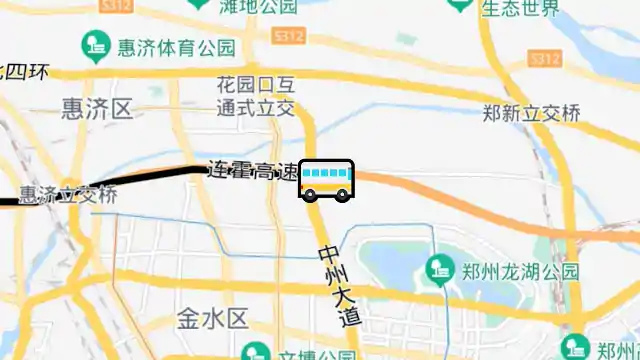 滩地公园
生态世界
S312
S312
惠济体育公园
北四环
花园口互
通式立交
惠济区
郑新立交桥
连霍高速
惠济立交桥
中州大道
郑州龙湖公园
金水区
文博公园
郑州